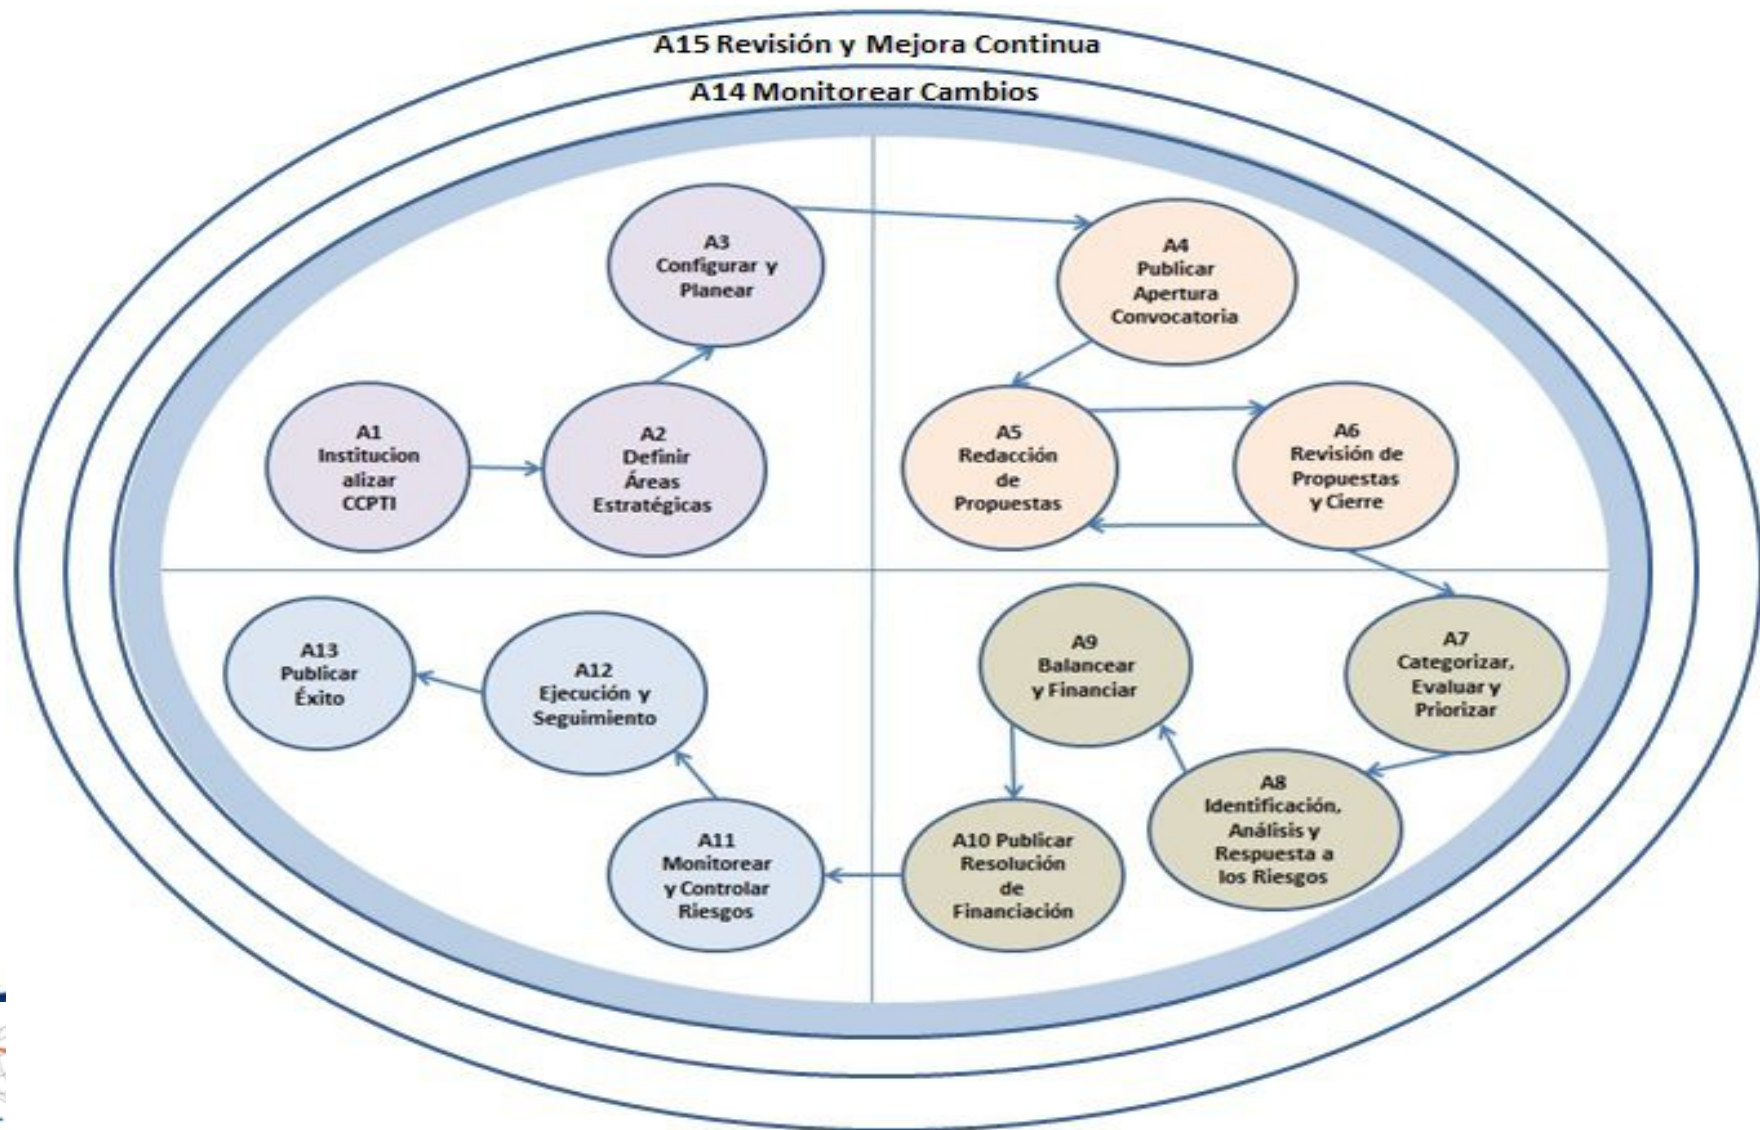 A15 Revisión y Mejora Continua
A14 Monitorear Cambios
A1
Institucion
alizar
CCPTI
A2
Definir
Áreas
Estratégicas
A3
Configurar y
Planear
A4
Publicar
Apertura
Convocatoria
A5
Redacción
de
Propuestas
A6
Revisión de
Propuestas
y Cierre
A7
Categorizar,
Evaluar y
Priorizar
A8
Identificación,
Análisis y
Respuesta a
los Riesgos
A9
Balancear
y Financiar
A10 Publicar
Resolución
de
Financiación
A11
Monitorear
y Controlar
Riesgos
A12
Ejecución y
Seguimiento
A13
Publicar
Éxito